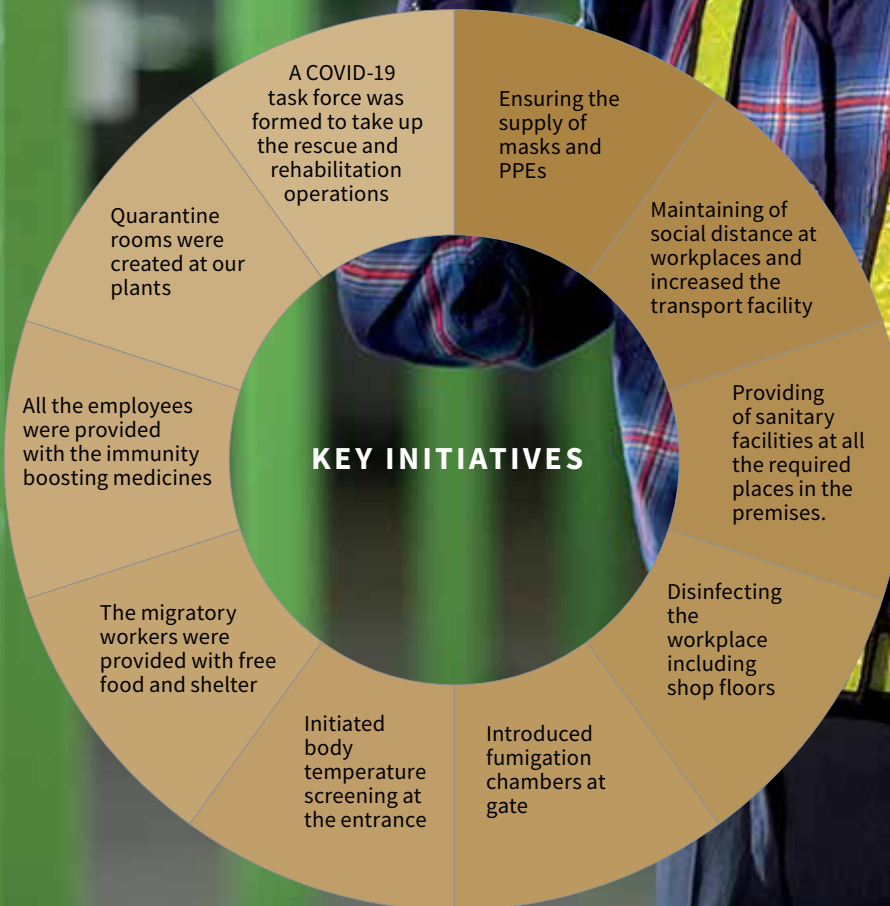 KEY INITIATIVES
Ensuring the
supply of
masks and
PPEs
Maintaining of
social distance at
workplaces and
increased the
transport facility
Providing
of sanitary
facilities at all
the required
places in the
premises.
Disinfecting
the
workplace
including
shop floors
Introduced
fumigation
chambers at
gate
Initiated
body
temperature
screening at
the entrance
The migratory
workers were
provided with free
food and shelter
All the employees
were provided
with the immunity
boosting medicines
Quarantine
rooms were
created at our
plants
A COVID-19
task force was
formed to take up
the rescue and
rehabilitation
operations